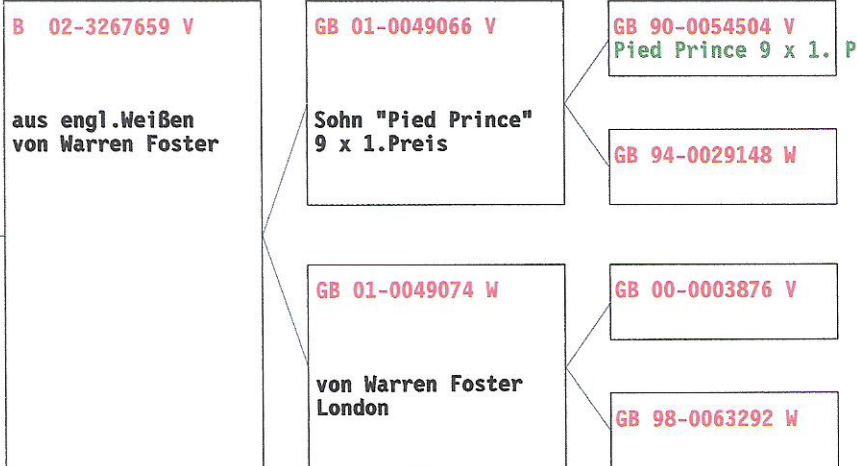 B 02-3267659 V
aus engl.Weißen
von Warren Foster
GB 01-0049066 V
Sohn "Pied Prince"
9 x 1.Preis
GB 01-0049074 W
von Warren Foster
London
GB 90-0054504 V
Pied Prince 9 x 1. P
GB 94-0029148 W
GB 00-0003876 V
GB 98-0063292 W